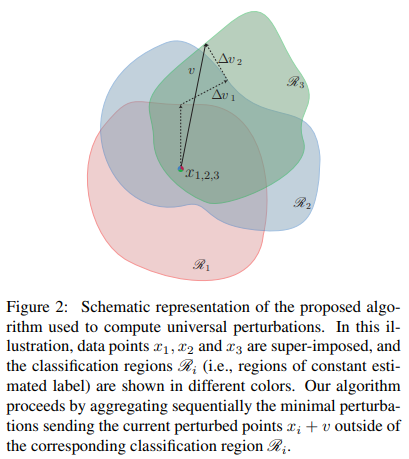 Δv₂
v
ℛ₃
Δv₁
x₁,₂,₃
ℛ₂
ℛ₁
Figure 2: Schematic representation of the proposed algo-
rithm used to compute universal perturbations. In this il-
lustration, data points x₁, x₂ and x₃ are super-imposed, and
the classification regions ℛᵢ (i.e., regions of constant esti-
mated label) are shown in different colors. Our algorithm
proceeds by aggregating sequentially the minimal perturba-
tions sending the current perturbed points xᵢ + v outside of
the corresponding classification region ℛᵢ.